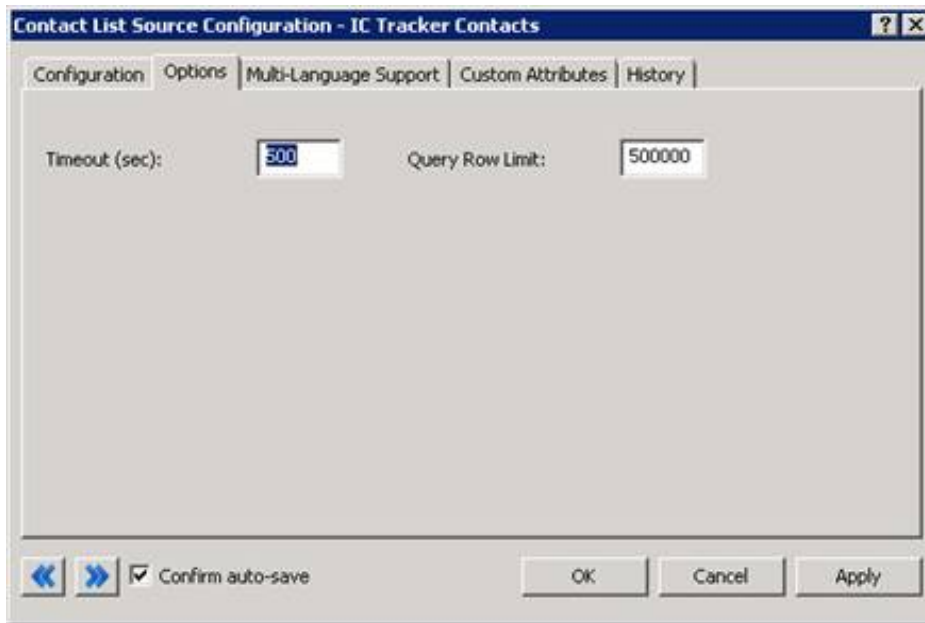 Contact List Source Configuration - IC Tracker Contacts
Configuration Options Multi-Language Support Custom Attributes History
Timeout (sec): 500 Query Row Limit: 500000
Confirm auto-save OK Cancel Apply